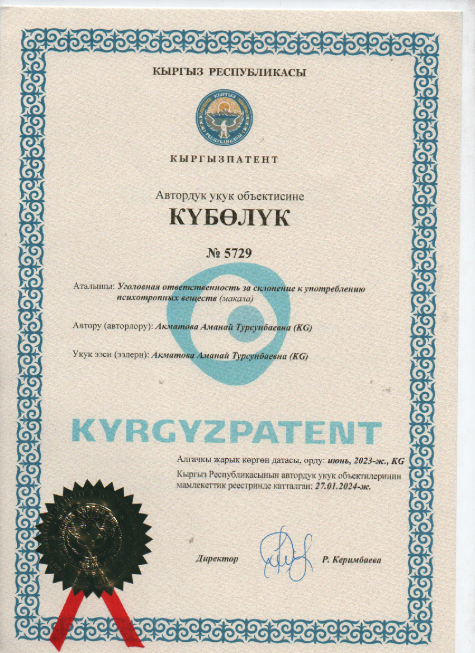 КЫРГЫЗ РЕСПУБЛИКАСЫ
КЫРГЫЗПАТЕНТ
Автордук укук объектисине
КҮБӨЛҮК
№ 5729
Аталышы: Уголовная ответственность за склонение к употреблению
психотропных веществ (макала)
Автору (авторлору): Акматова Аманай Турсунбаевна (KG)
Укук ээси (ээлери): Акматова Аманай Турсунбаевна (KG)
KYRGYZPATENT
Алгачкы жарык көргөн датасы, орду: июнь, 2023-ж., KG
Кыргыз Республикасынын автордук укук объектилеринин
мамлекеттик реестринде катталган: 27.01.2024-ж.
Директор Р. Керимбаева